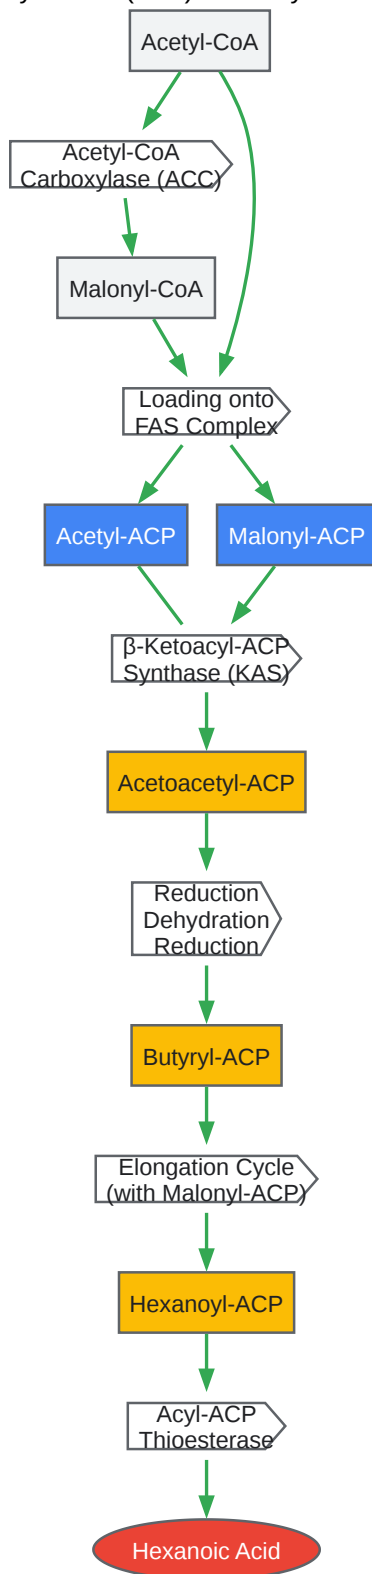 Acetyl-CoA
Acetyl-CoA
Carboxylase (ACC)
Malonyl-CoA
Loading onto
FAS Complex
Acetyl-ACP
Malonyl-ACP
β-Ketoacyl-ACP
Synthase (KAS)
Acetoacetyl-ACP
Reduction
Dehydration
Reduction
Butyryl-ACP
Elongation Cycle
(with Malonyl-ACP)
Hexanoyl-ACP
Acyl-ACP
Thioesterase
Hexanoic Acid